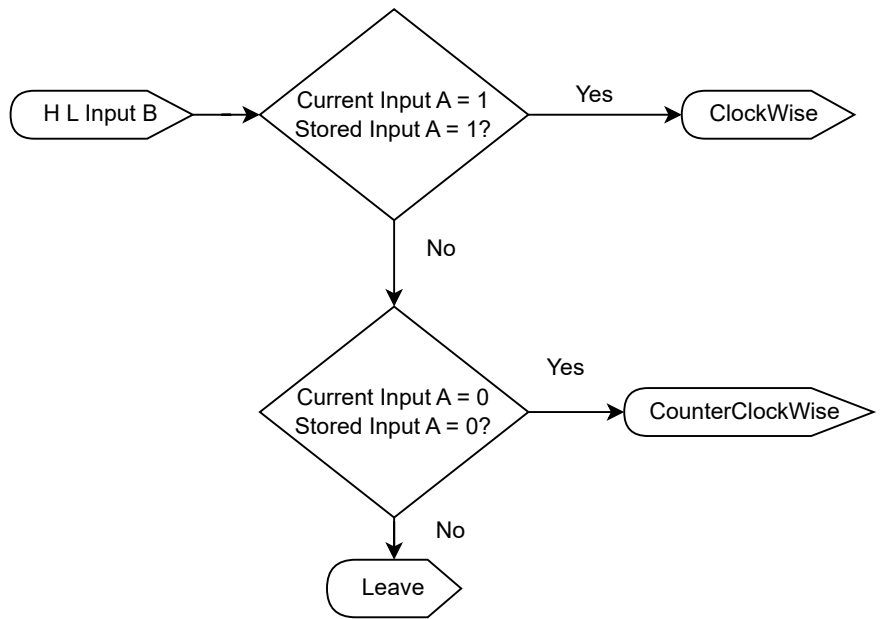 H L Input B
Current Input A = 1
Stored Input A = 1?
Yes
ClockWise
No
Current Input A = 0
Stored Input A = 0?
Yes
CounterClockWise
No
Leave